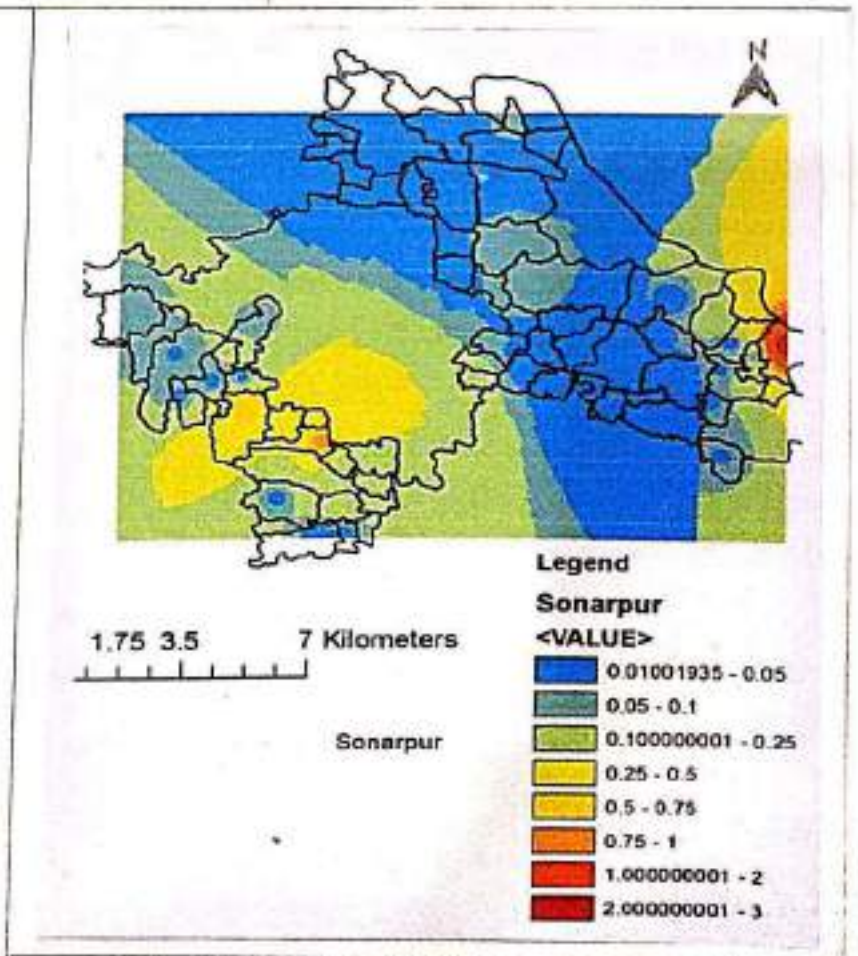 N
Legend
Sonarpur
<VALUE>
1.75 3.5 7 Kilometers
0.01001935 - 0.05
0.05 - 0.1
Sonarpur
0.100000001 - 0.25
0.25 - 0.5
0.5 - 0.75
0.75 - 1
1.000000001 - 2
2.000000001 - 3